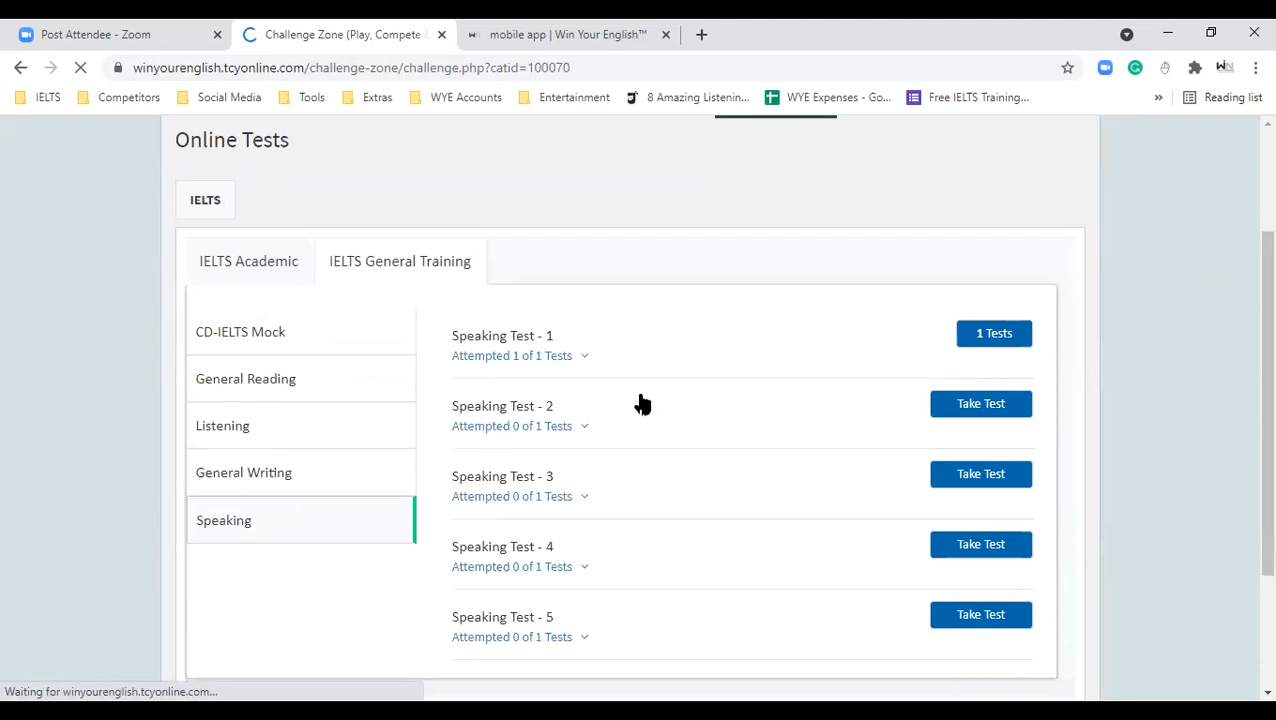 Post Attendee - Zoom
Challenge Zone (Play, Compete &
mobile app | Win Your English™
winyourenglish.tcyonline.com/challenge-zone/challenge.php?catid=100070
IELTS
Competitors
Social Media
Tools
Extras
WYE Accounts
Entertainment
8 Amazing Listenin...
WYE Expenses - Go...
Free IELTS Training...
»
Reading list
Online Tests
IELTS
IELTS Academic
IELTS General Training
CD-IELTS Mock
General Reading
Listening
General Writing
Speaking
Speaking Test - 1
1 Tests
Attempted 1 of 1 Tests
Speaking Test - 2
Take Test
Attempted 0 of 1 Tests
Speaking Test - 3
Take Test
Attempted 0 of 1 Tests
Speaking Test - 4
Take Test
Attempted 0 of 1 Tests
Speaking Test - 5
Take Test
Attempted 0 of 1 Tests
Waiting for winyourenglish.tcyonline.com...